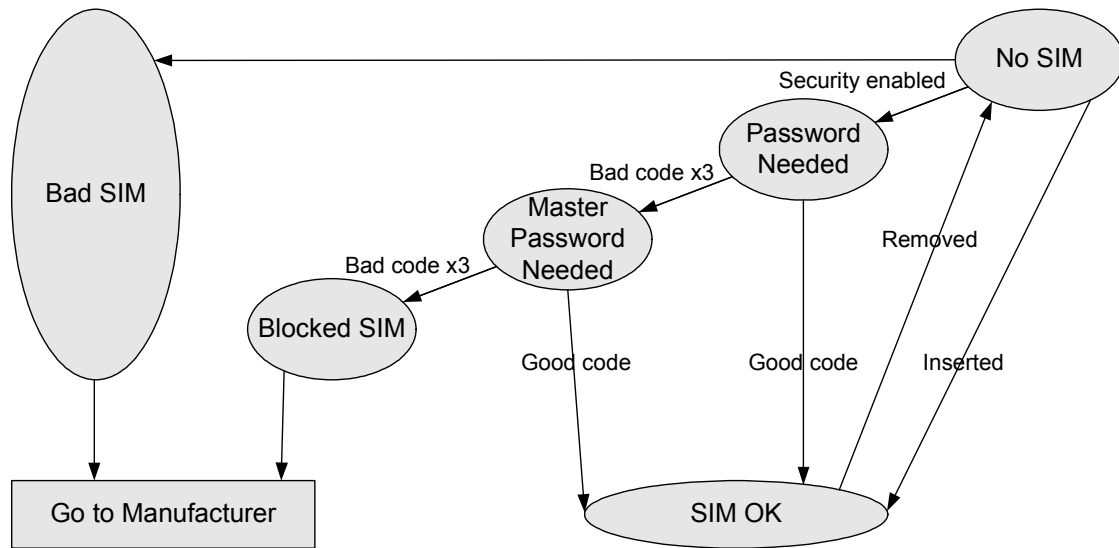 No SIM
Security enabled
Password
Needed
Bad code x3
Bad SIM
Master
Password
Needed
Removed
Bad code x3
Blocked SIM
Good code
Good code
Inserted
Go to Manufacturer
SIM OK